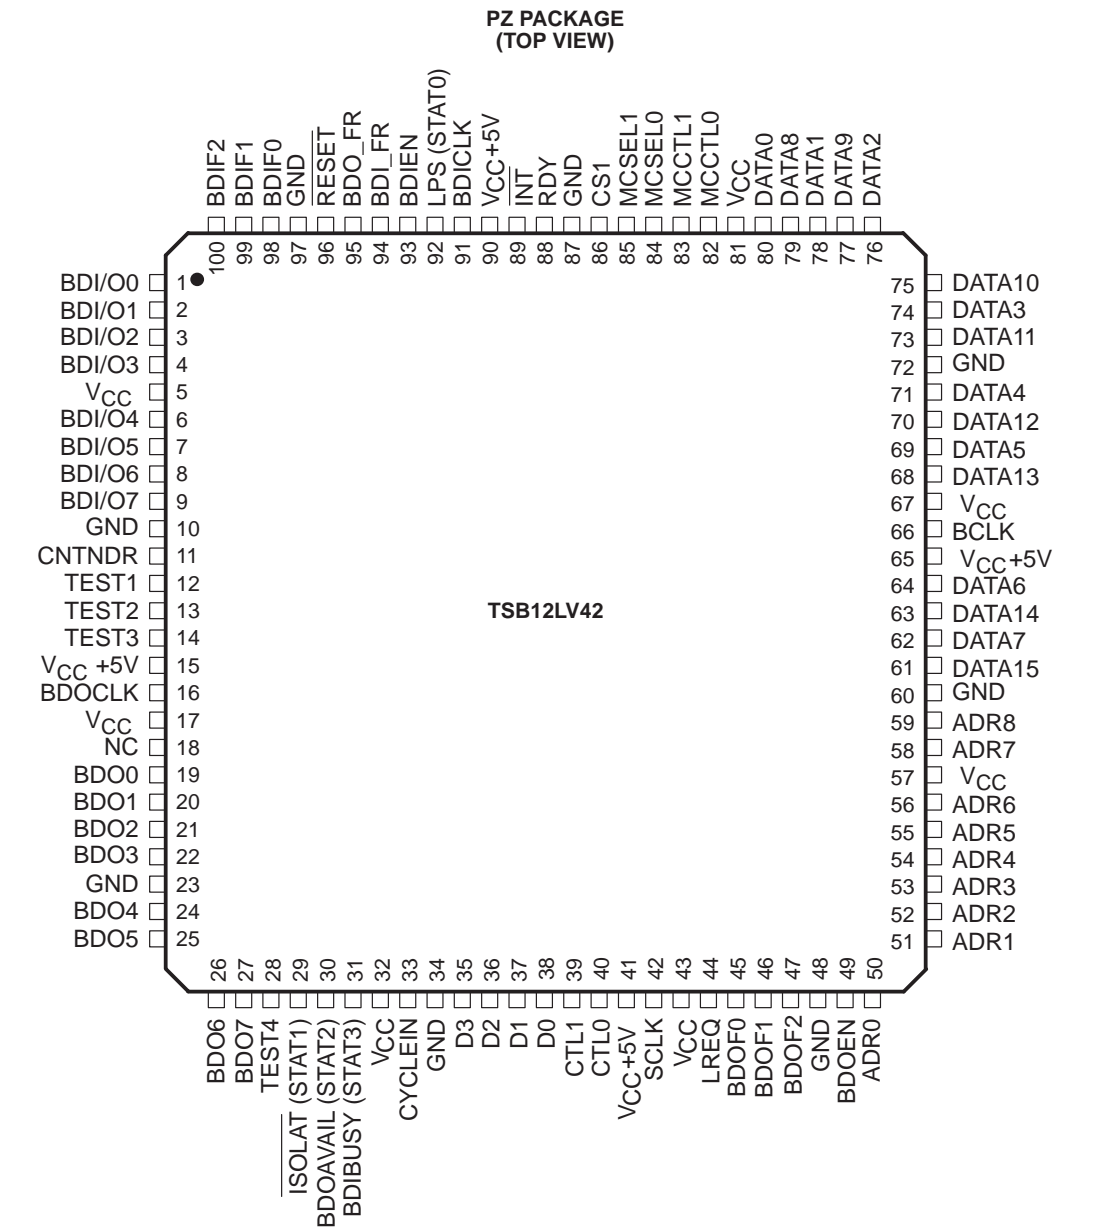 PZ PACKAGE
(TOP VIEW)
BDIF2
BDIF1
BDIF0
GND
RESET
BDO_FR
BDI_FR
BDIEN
LPS (STAT0)
BDICLK
VCC+5V
INT
RDY
GND
CS1
MCSEL1
MCSEL0
MCCTL1
MCCTL0
VCC
DATA0
DATA8
DATA1
DATA9
DATA2
100
99
98
97
96
95
94
93
92
91
90
89
88
87
86
85
84
83
82
81
80
79
78
77
76
BDI/O0 1
BDI/O1 2
BDI/O2 3
BDI/O3 4
VCC 5
BDI/O4 6
BDI/O5 7
BDI/O6 8
BDI/O7 9
GND 10
CNTNDR 11
TEST1 12
TEST2 13
TEST3 14
VCC +5V 15
BDOCLK 16
VCC 17
NC 18
BDO0 19
BDO1 20
BDO2 21
BDO3 22
GND 23
BDO4 24
BDO5 25
TSB12LV42
75 DATA10
74 DATA3
73 DATA11
72 GND
71 DATA4
70 DATA12
69 DATA5
68 DATA13
67 VCC
66 BCLK
65 VCC+5V
64 DATA6
63 DATA14
62 DATA7
61 DATA15
60 GND
59 ADR8
58 ADR7
57 VCC
56 ADR6
55 ADR5
54 ADR4
53 ADR3
52 ADR2
51 ADR1
26
27
28
29
30
31
32
33
34
35
36
37
38
39
40
41
42
43
44
45
46
47
48
49
50
BDO6
BDO7
TEST4
ISOLAT (STAT1)
BDOAVAIL (STAT2)
BDIBUSY (STAT3)
VCC
CYCLEIN
GND
D3
D2
D1
D0
CTL1
CTL0
VCC+5V
SCLK
VCC
LREQ
BDOF0
BDOF1
BDOF2
GND
BDOEN
ADR0